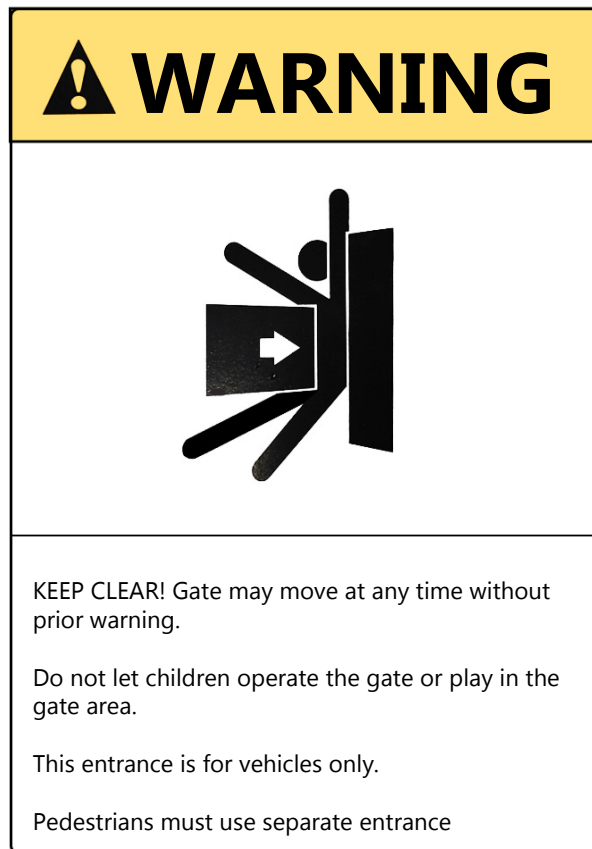 WARNING
KEEP CLEAR! Gate may move at any time without
prior warning.
Do not let children operate the gate or play in the
gate area.
This entrance is for vehicles only.
Pedestrians must use separate entrance